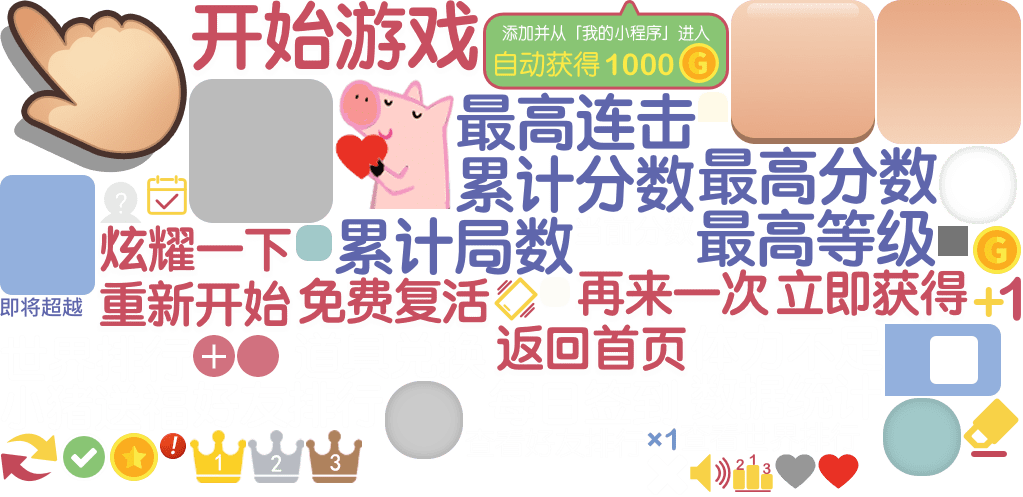 开始游戏
添加并从「我的小程序」进入
自动获得 1000 G
最高连击
累计分数
最高分数
?
炫耀一下
累计局数
最高等级
G
即将超越
重新开始
免费复活
再来一次
立即获得
+1
返回首页
×1
!
1
2
3
2 1 3